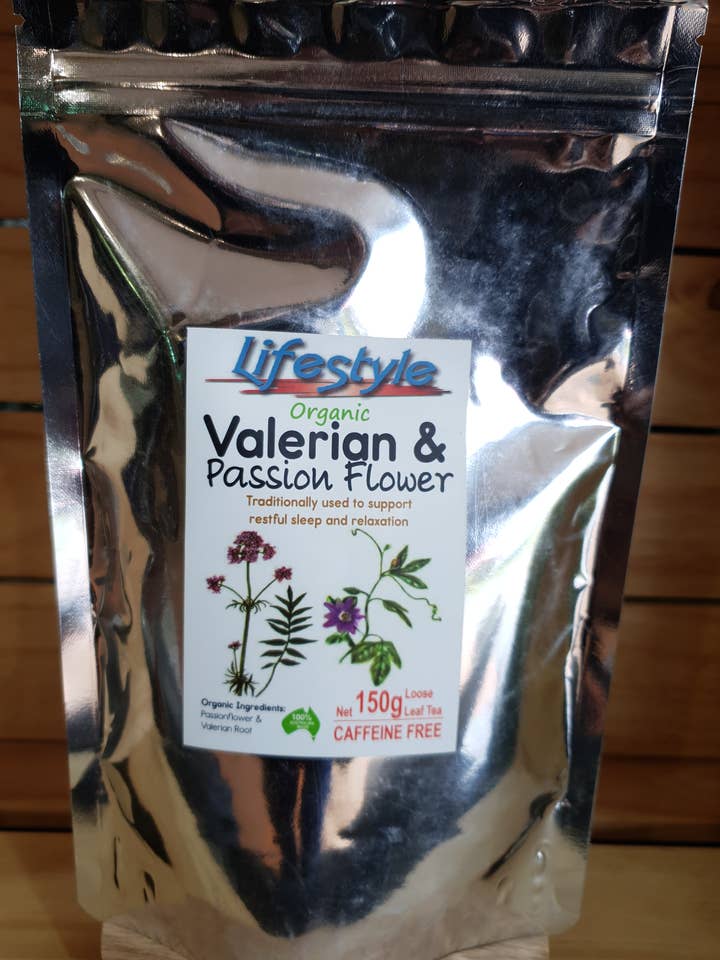 Lifestyle
Organic
Valerian &
Passion Flower
Traditionally used to support
restful sleep and relaxation
Organic Ingredients:
Passionflower &
Valerian Root
100%
Net 150g Loose Leaf Tea
CAFFEINE FREE